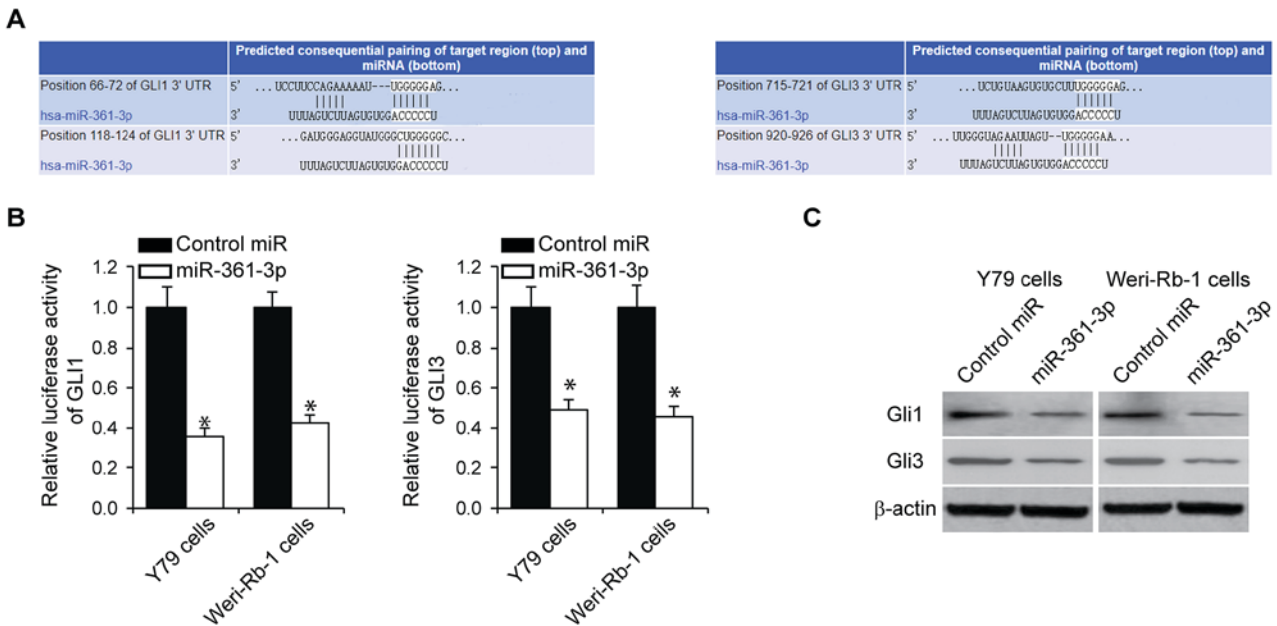 A
Predicted consequential pairing of target region (top) and
miRNA (bottom)
Position 66-72 of GLI1 3' UTR 5' ...UCCUUCCAGAAAAAU---UGGGGGAG...
hsa-miR-361-3p 3' UUUAGUCUUAGUGUGGACCCCCU
Position 118-124 of GLI1 3' UTR 5' ...GAUGGGAGGUAUGGGCUGGGGGC...
hsa-miR-361-3p 3' UUUAGUCUUAGUGUGGACCCCCU
Predicted consequential pairing of target region (top) and
miRNA (bottom)
Position 715-721 of GLI3 3' UTR 5' ...UCUGUAAGUGUGCUUUGGGGGAG...
hsa-miR-361-3p 3' UUUAGUCUUAGUGUGGACCCCCU
Position 920-926 of GLI3 3' UTR 5' ...UUGGGUAGAAUUAGU--UGGGGGAA...
hsa-miR-361-3p 3' UUUAGUCUUAGUGUGGACCCCCU
B
Control miR
miR-361-3p
Relative luciferase activity
of GLI1
1.2
1.0
0.8
0.6
0.4
0.2
0.0
*
*
Y79 cells
Weri-Rb-1 cells
Control miR
miR-361-3p
Relative luciferase activity
of GLI3
1.2
1.0
0.8
0.6
0.4
0.2
0.0
*
*
Y79 cells
Weri-Rb-1 cells
C
Y79 cells Weri-Rb-1 cells
Control miR
miR-361-3p
Control miR
miR-361-3p
Gli1
Gli3
β-actin